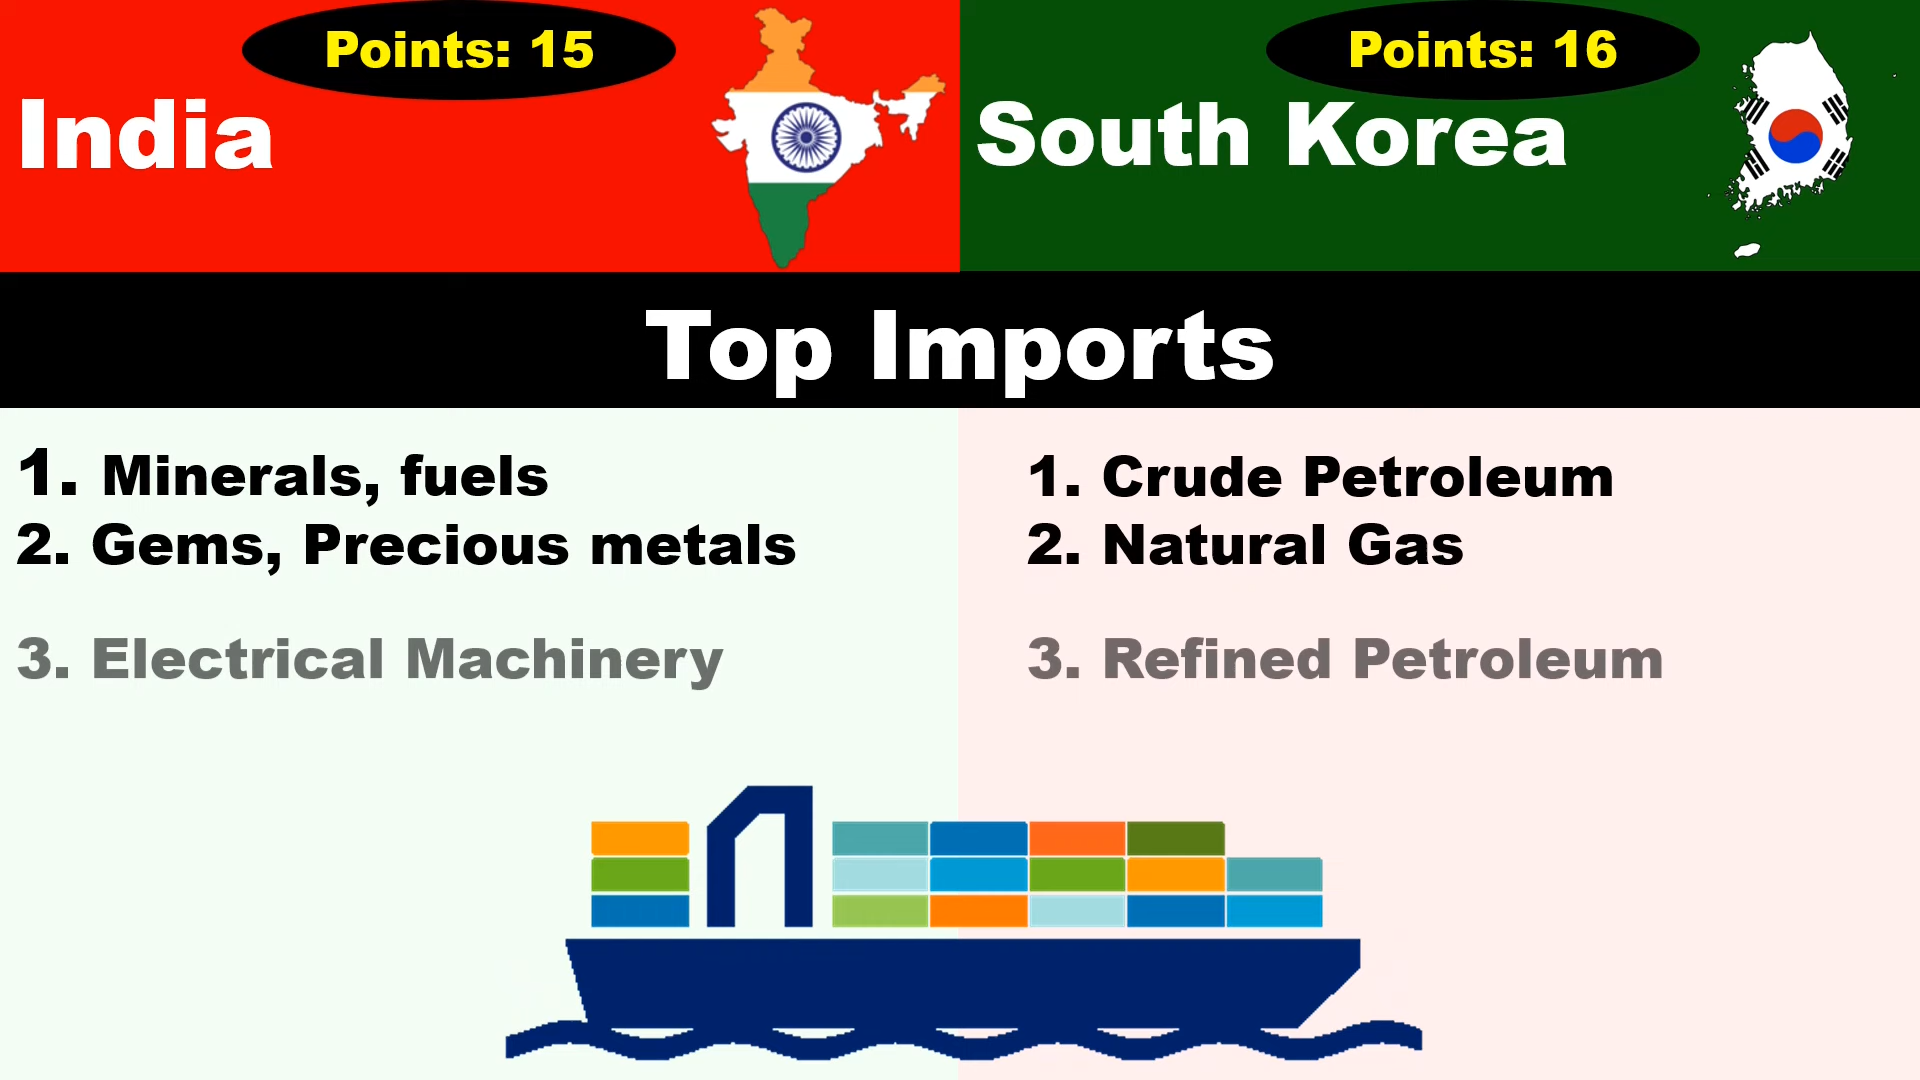 Points: 15
India
Points: 16
South Korea
Top Imports
1. Minerals, fuels
2. Gems, Precious metals
3. Electrical Machinery
1. Crude Petroleum
2. Natural Gas
3. Refined Petroleum